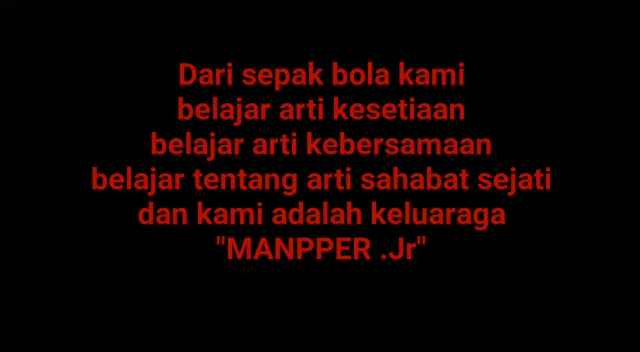 Dari sepak bola kami
belajar arti kesetiaan
belajar arti kebersamaan
belajar tentang arti sahabat sejati
dan kami adalah keluaraga
"MANPPER .Jr"